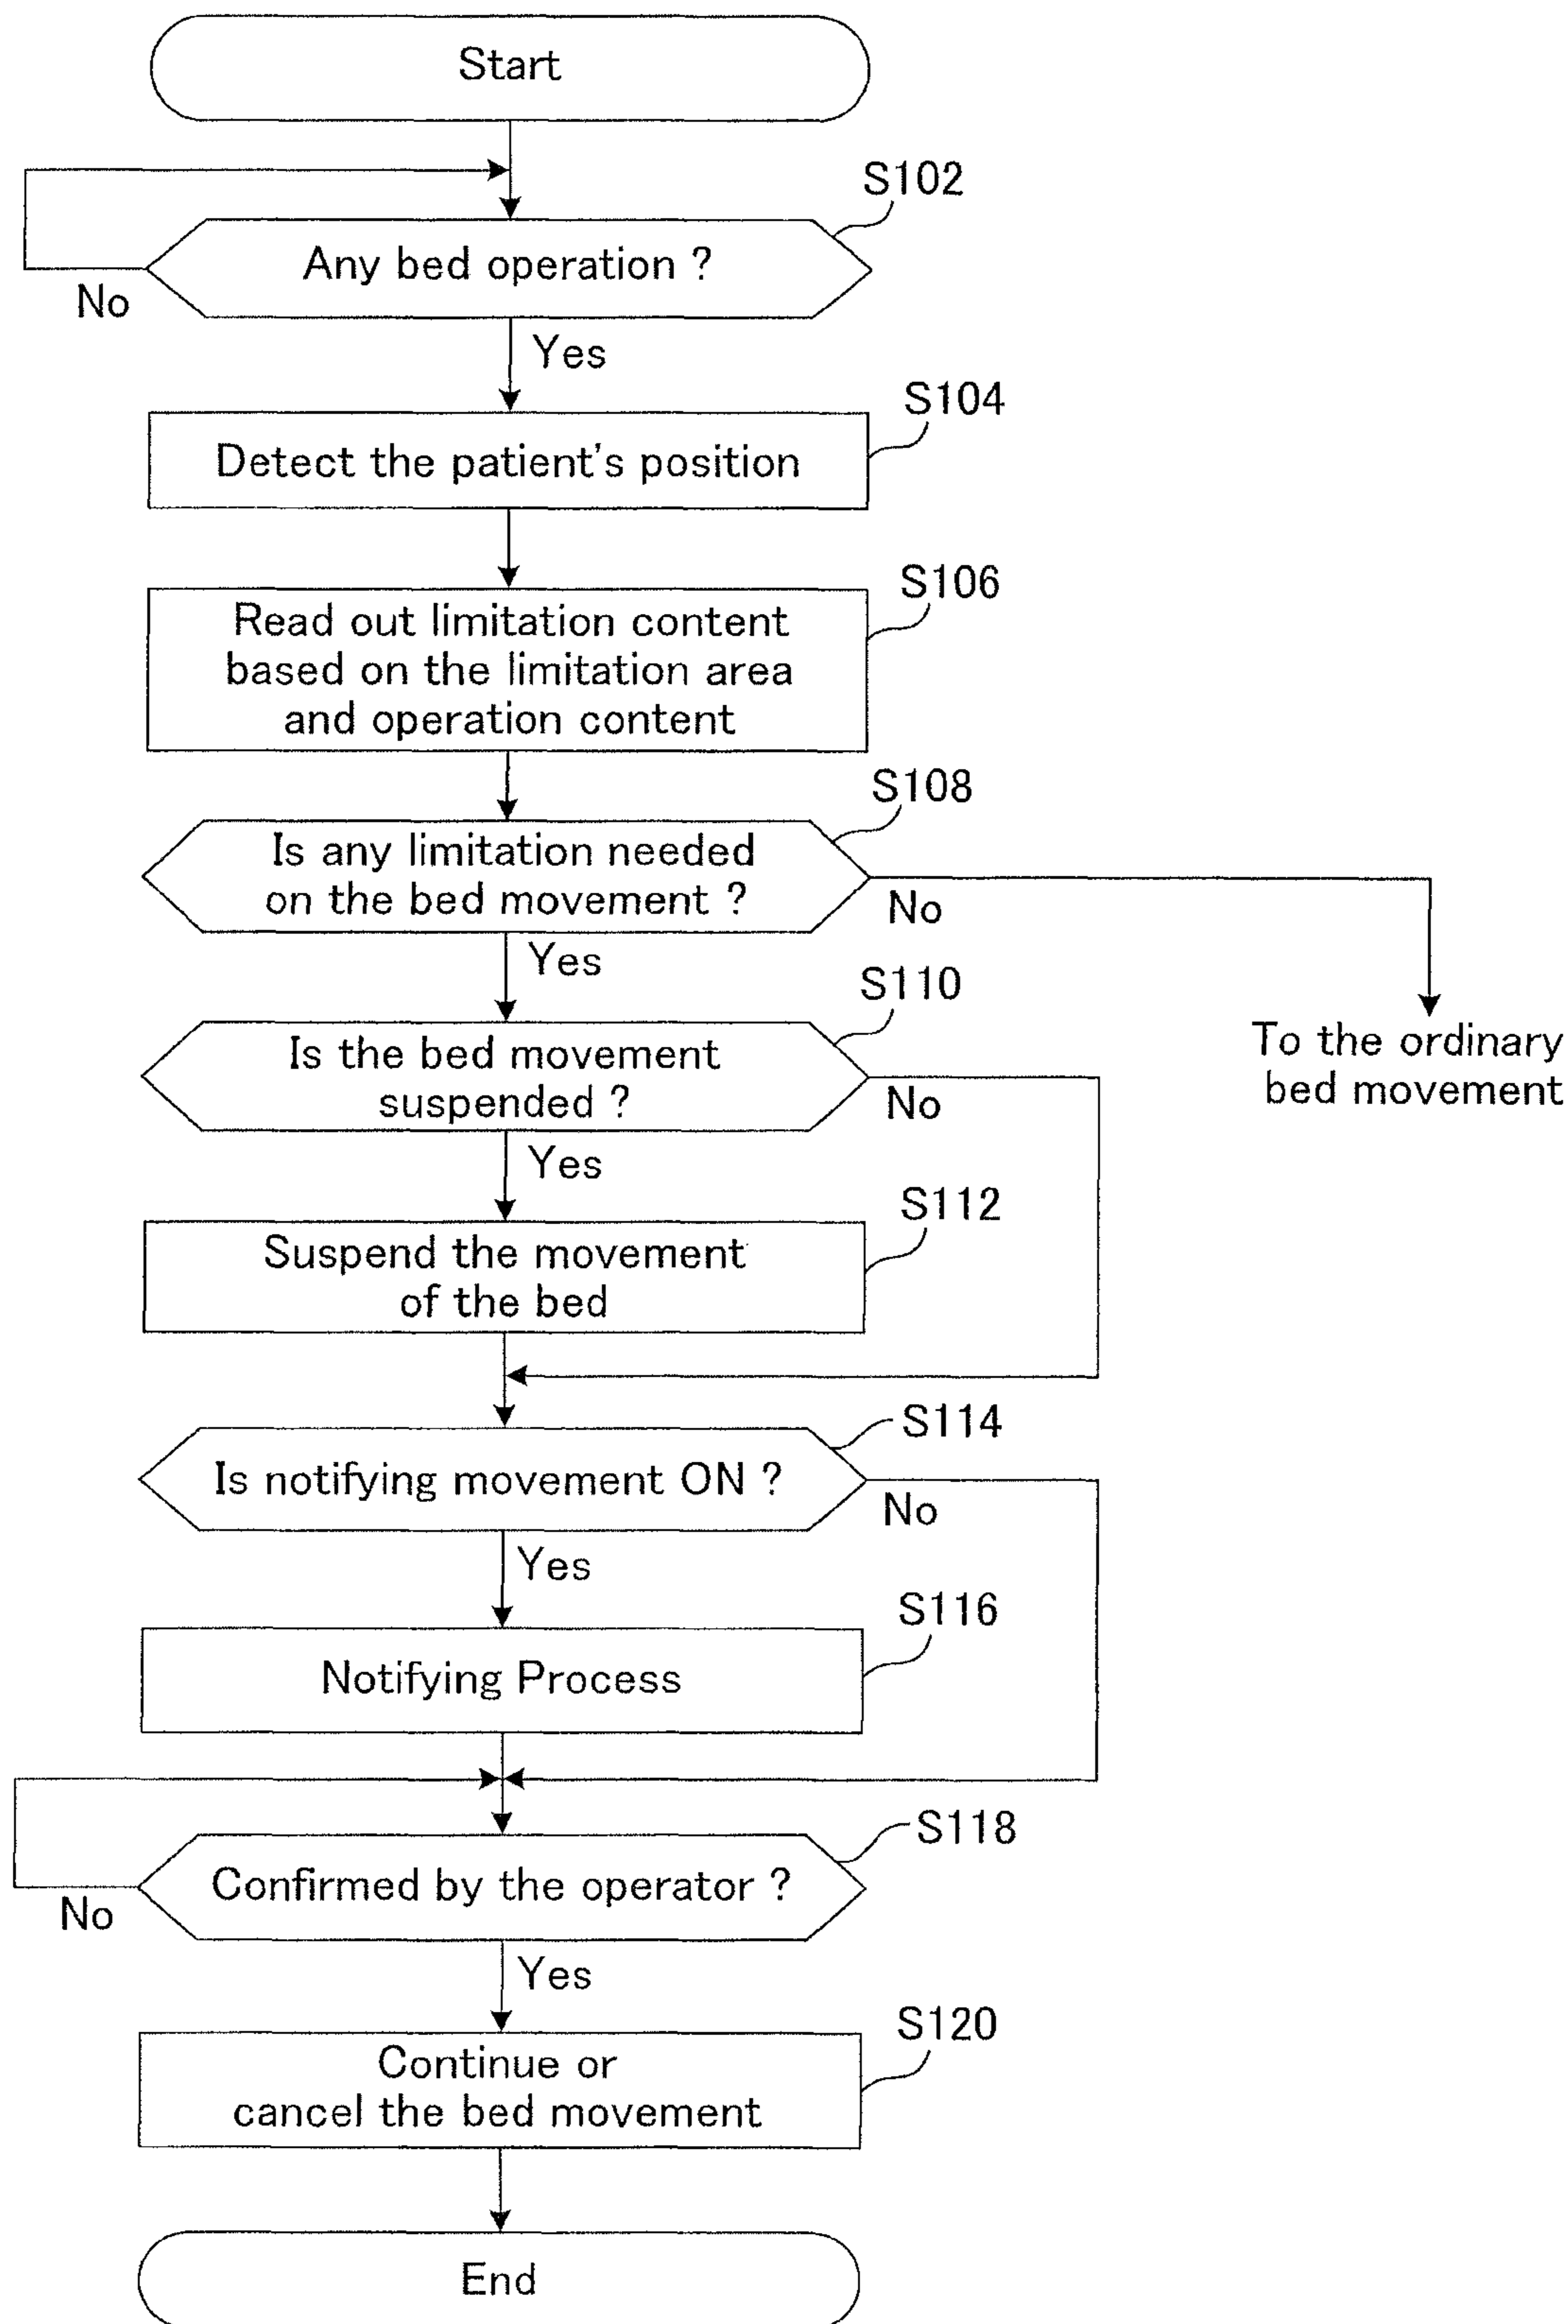 Start
S102
Any bed operation ?
No
Yes
S104
Detect the patient's position
S106
Read out limitation content
based on the limitation area
and operation content
S108
Is any limitation needed
on the bed movement ?
No
Yes
To the ordinary
bed movement
S110
Is the bed movement
suspended ?
No
Yes
S112
Suspend the movement
of the bed
S114
Is notifying movement ON ?
No
Yes
S116
Notifying Process
S118
Confirmed by the operator ?
No
Yes
S120
Continue or
cancel the bed movement
End